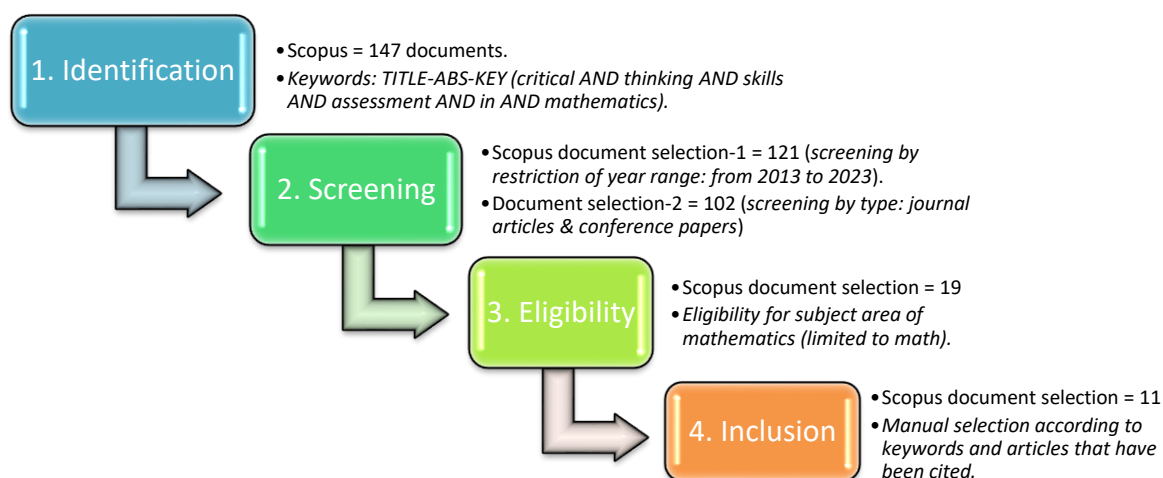 1. Identification
•Scopus = 147 documents.
•Keywords: TITLE-ABS-KEY (critical AND thinking AND skills
AND assessment AND in AND mathematics).
2. Screening
•Scopus document selection-1 = 121 (screening by
restriction of year range: from 2013 to 2023).
•Document selection-2 = 102 (screening by type: journal
articles & conference papers)
3. Eligibility
•Scopus document selection = 19
•Eligibility for subject area of
mathematics (limited to math).
4. Inclusion
•Scopus document selection = 11
•Manual selection according to
keywords and articles that have
been cited.